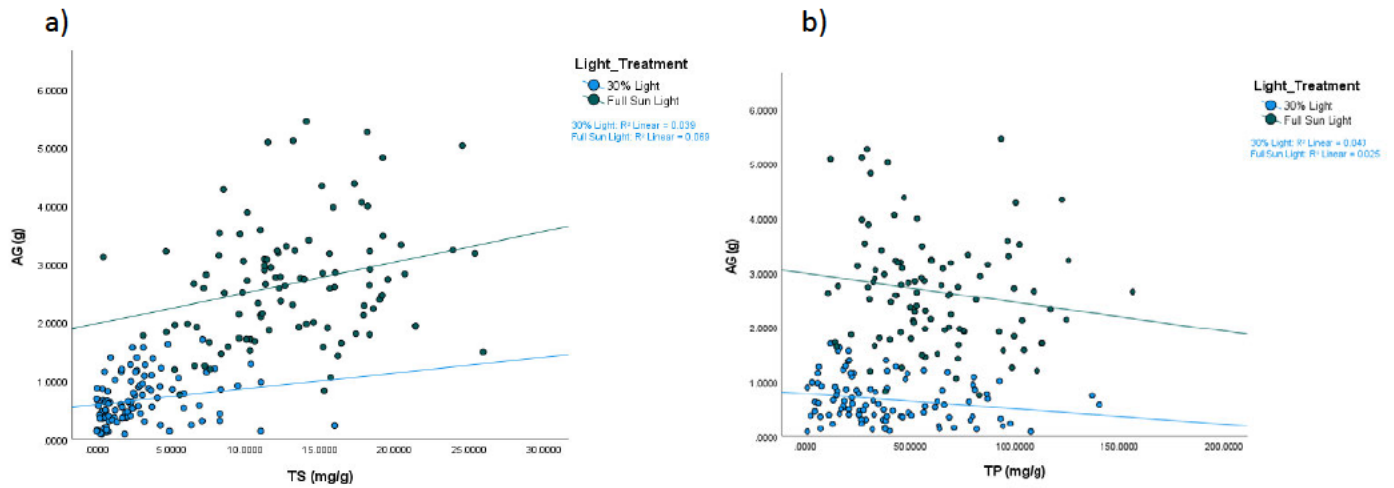 a)
b)
Light_Treatment
30% Light
Full Sun Light
30% Light: R² Linear = 0.039
Full Sun Light: R² Linear = 0.069
AG (g)
6.0000
5.0000
4.0000
3.0000
2.0000
1.0000
.0000
.0000 5.0000 10.0000 15.0000 20.0000 25.0000 30.0000
TS (mg/g)
Light_Treatment
30% Light
Full Sun Light
30% Light: R² Linear = 0.040
Full Sun Light: R² Linear = 0.025
AG (g)
6.0000
5.0000
4.0000
3.0000
2.0000
1.0000
.0000
.0000 50.0000 100.0000 150.0000 200.0000
TP (mg/g)